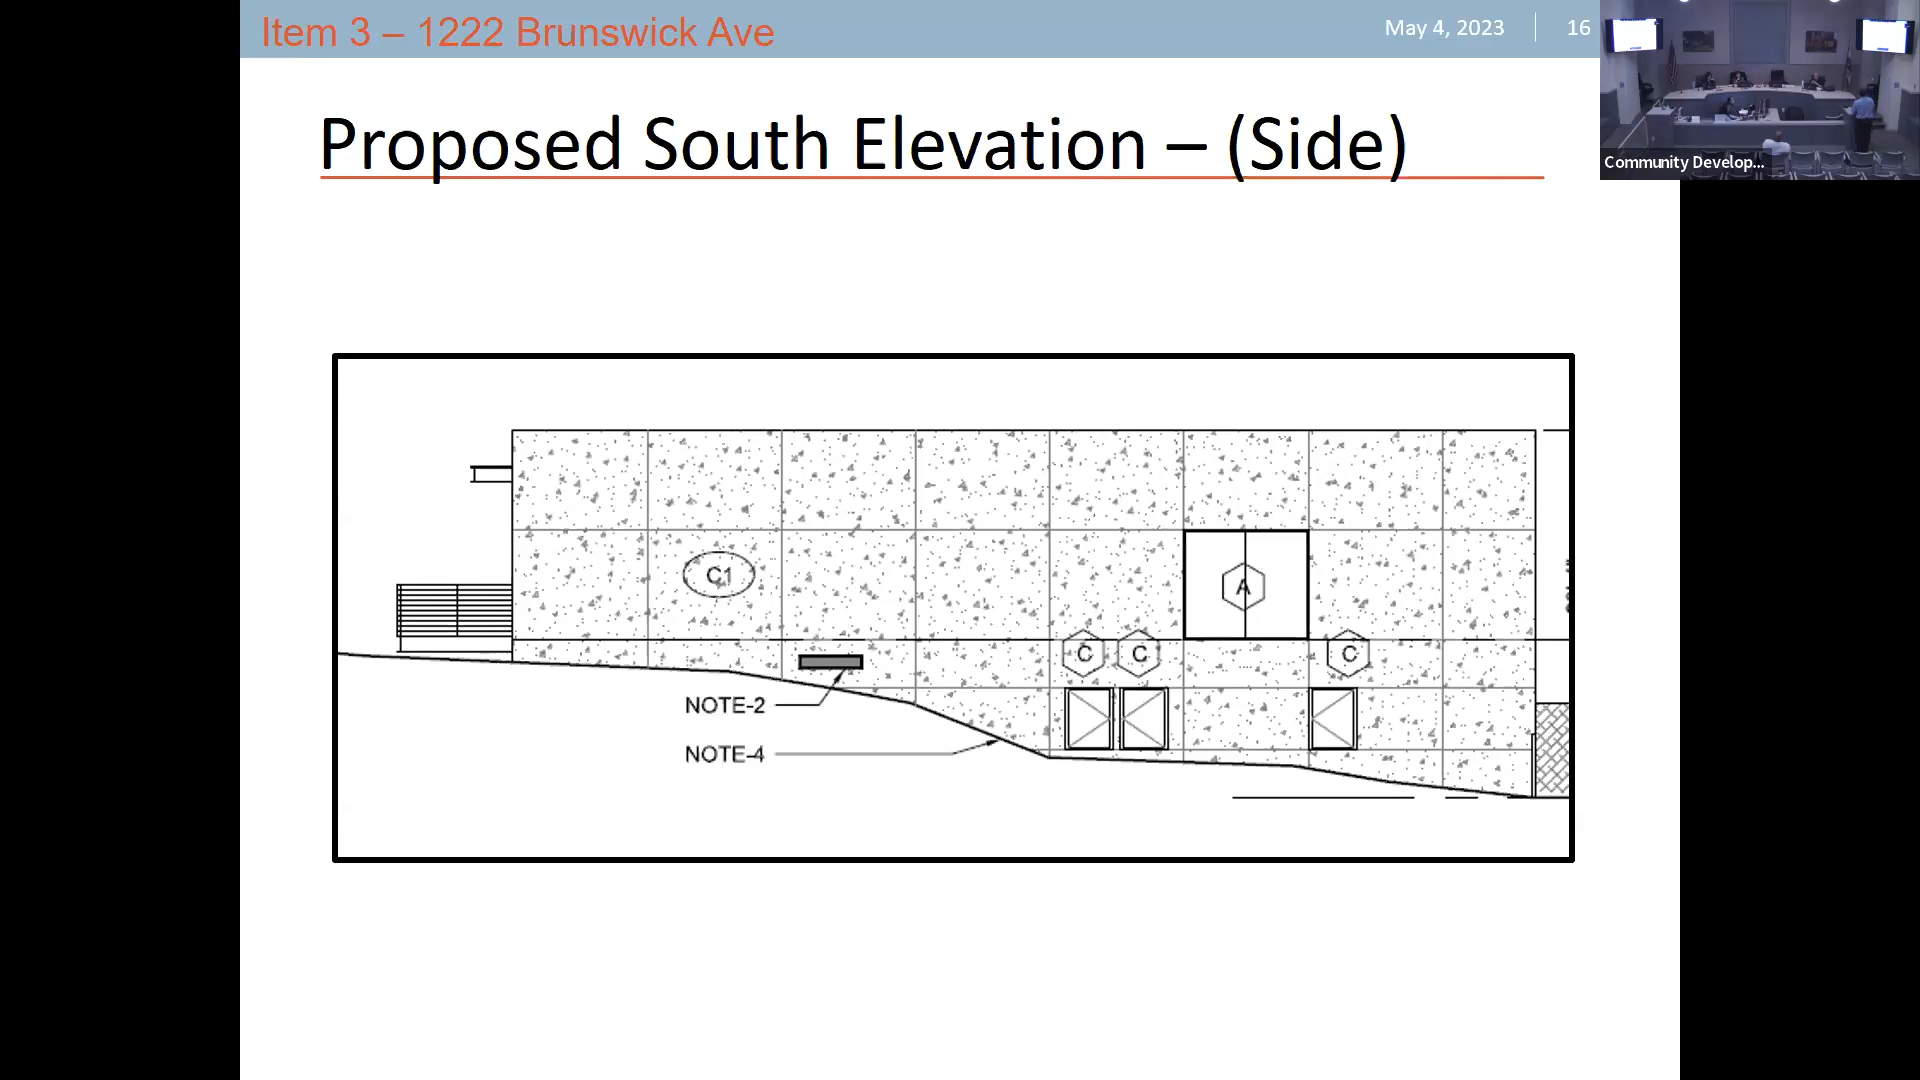 Item 3 – 1222 Brunswick Ave
May 4, 2023
16
Community Develop...
Proposed South Elevation – (Side)
C1
A
C
C
C
NOTE-2
NOTE-4